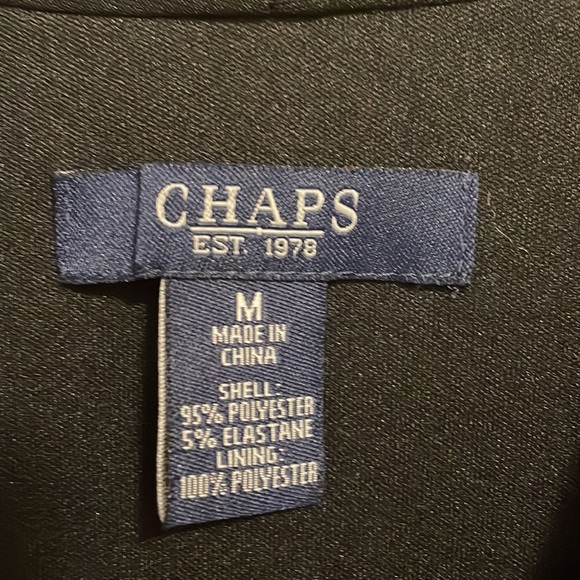 CHAPS
EST. 1978
M
MADE IN
CHINA
SHELL:
95% POLYESTER
5% ELASTANE
LINING:
100% POLYESTER